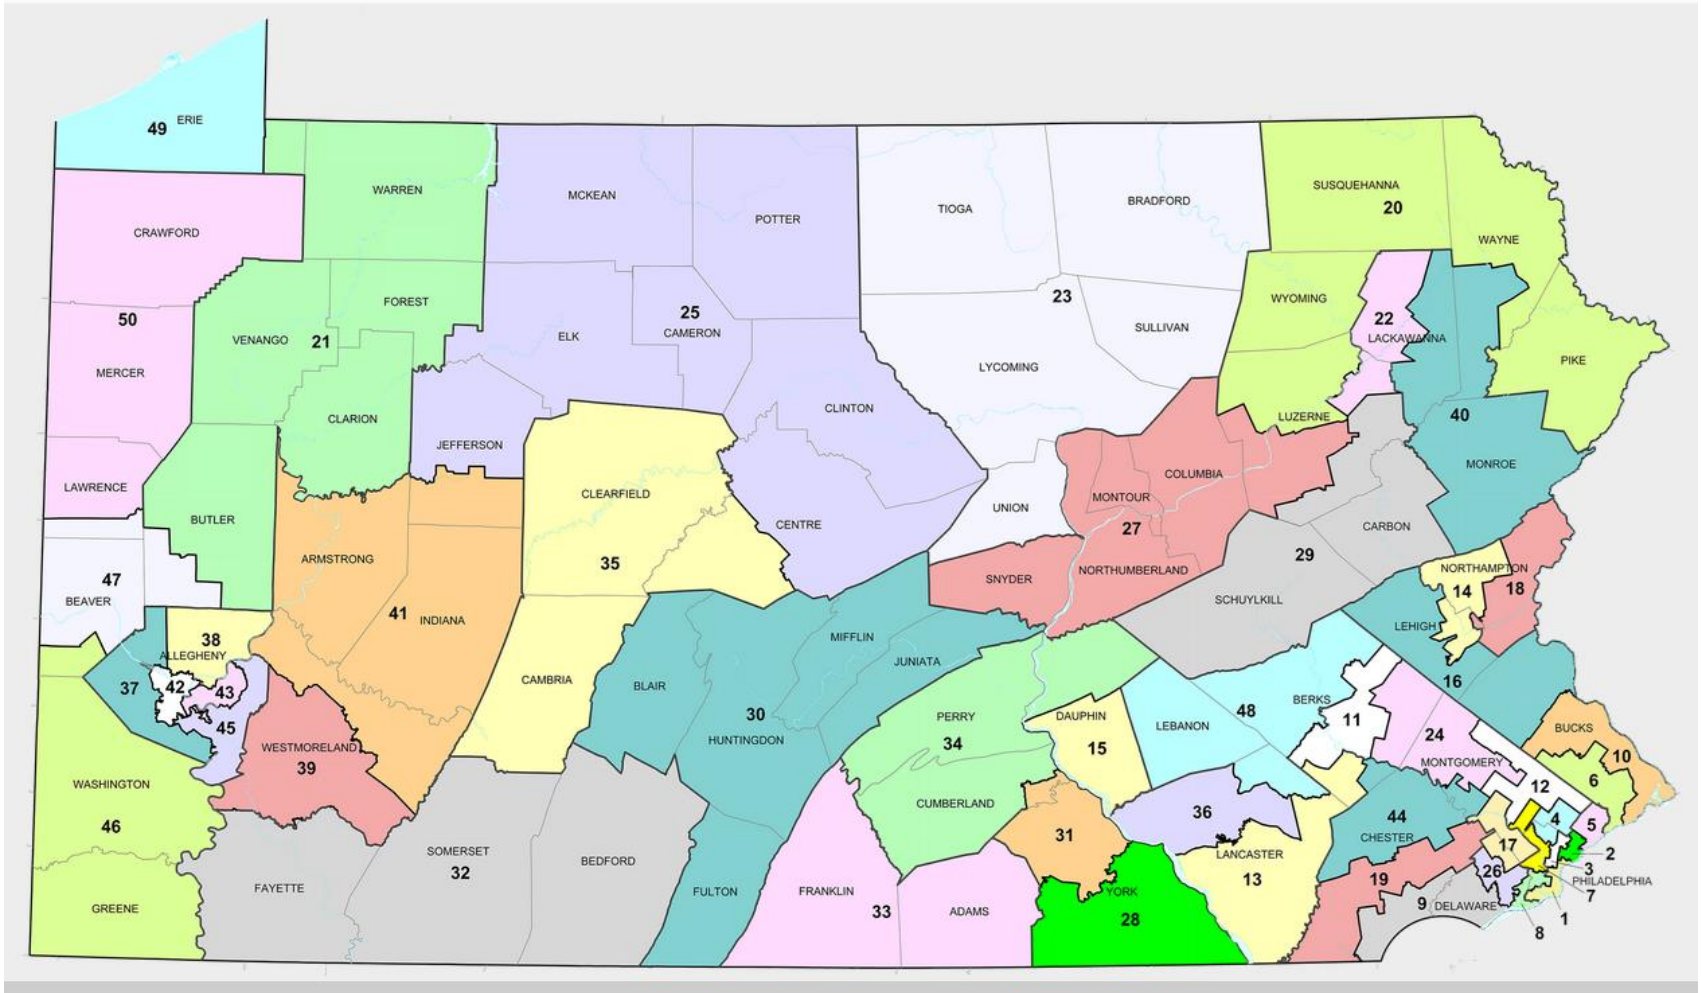 49 ERIE
WARREN
MCKEAN
POTTER
TIOGA
BRADFORD
SUSQUEHANNA
20
WAYNE
CRAWFORD
50
MERCER
LAWRENCE
VENANGO
21
FOREST
CLARION
BUTLER
ELK
25
CAMERON
JEFFERSON
CLINTON
CENTRE
23
SULLIVAN
LYCOMING
UNION
WYOMING
22
LACKAWANNA
LUZERNE
PIKE
40
MONROE
CLEARFIELD
35
CAMBRIA
ARMSTRONG
41 INDIANA
47
BEAVER
38
ALLEGHENY
37
42
43
45
WESTMORELAND
39
WASHINGTON
46
GREENE
FAYETTE
SOMERSET
32
BEDFORD
MONTOUR
COLUMBIA
27
SNYDER
NORTHUMBERLAND
29
CARBON
SCHUYLKILL
NORTHAMPTON
14
18
LEHIGH
16
MIFFLIN
JUNIATA
BLAIR
30
HUNTINGDON
FULTON
PERRY
34
CUMBERLAND
DAUPHIN
15
LEBANON
48
BERKS
11
24
MONTGOMERY
BUCKS
10
6
12
FRANKLIN
33
ADAMS
31
YORK
28
36
LANCASTER
13
44
CHESTER
19
9
DELAWARE
17
26
4
5
2
3
PHILADELPHIA
7
1
8